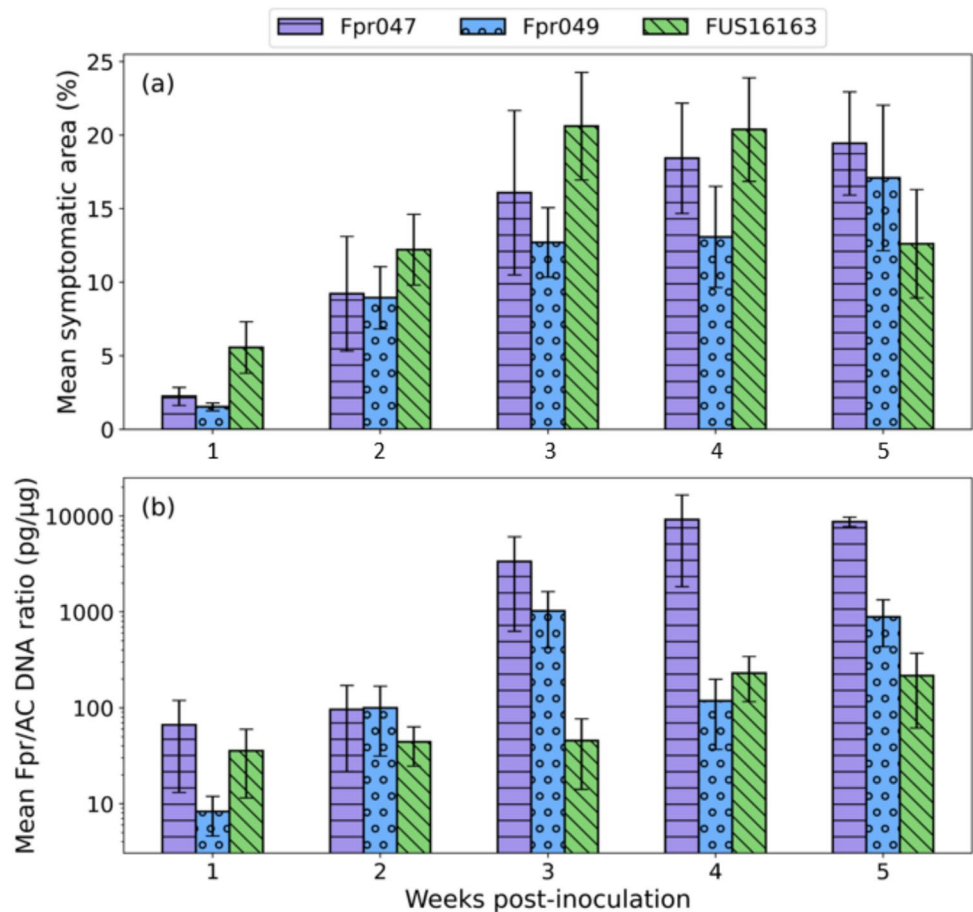 Fpr047 Fpr049 FUS16163
(a)
Mean symptomatic area (%)
25
20
15
10
5
0
1 2 3 4 5
(b)
Mean Fpr/AC DNA ratio (pg/µg)
10000
1000
100
10
1 2 3 4 5
Weeks post-inoculation